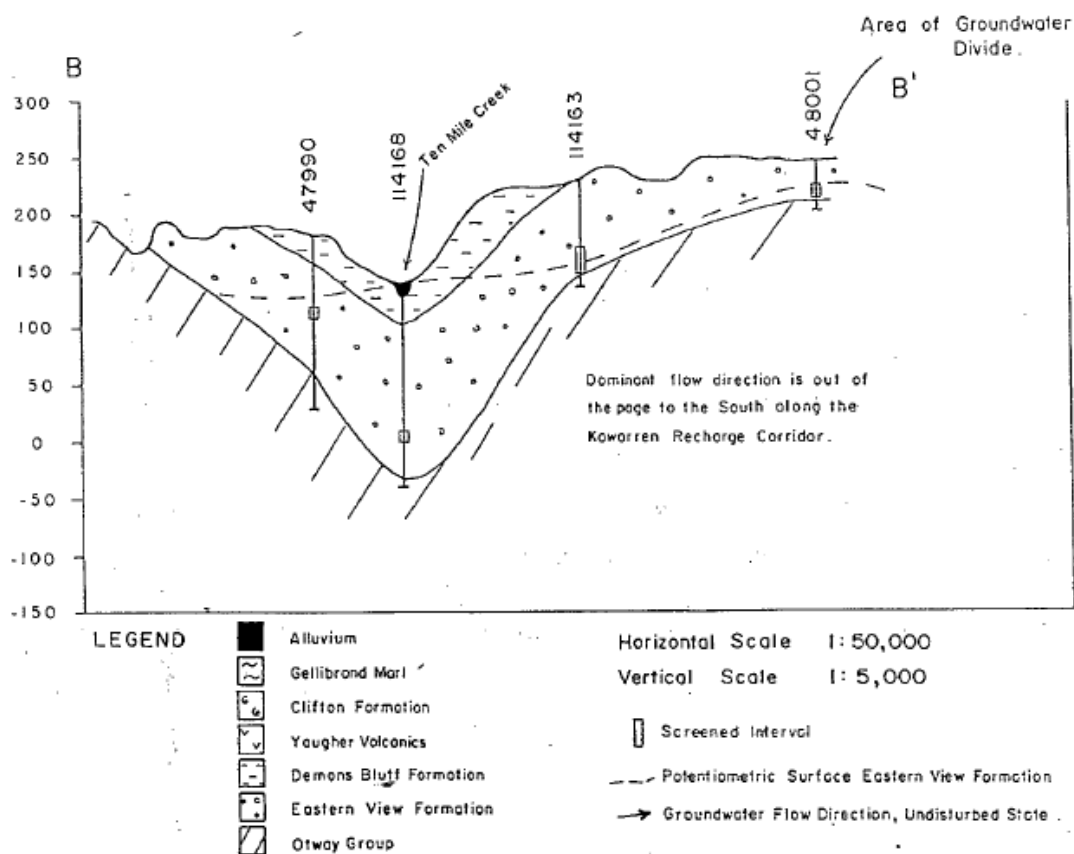 Area of Groundwater
Divide.
B
B'
300
250
200
150
100
50
0
-50
-100
-150
47990
114168
Ten Mile Creek
114163
48001
Dominant flow direction is out of
the page to the South along the
Kawarren Recharge Corridor.
LEGEND
Alluvium
Gellibrand Marl
Clifton Formation
Yaugher Volcanics
Demons Bluff Formation
Eastern View Formation
Otway Group
Horizontal Scale 1:50,000
Vertical Scale 1:5,000
Screened Interval
Potentiometric Surface Eastern View Formation
Groundwater Flow Direction, Undisturbed State.